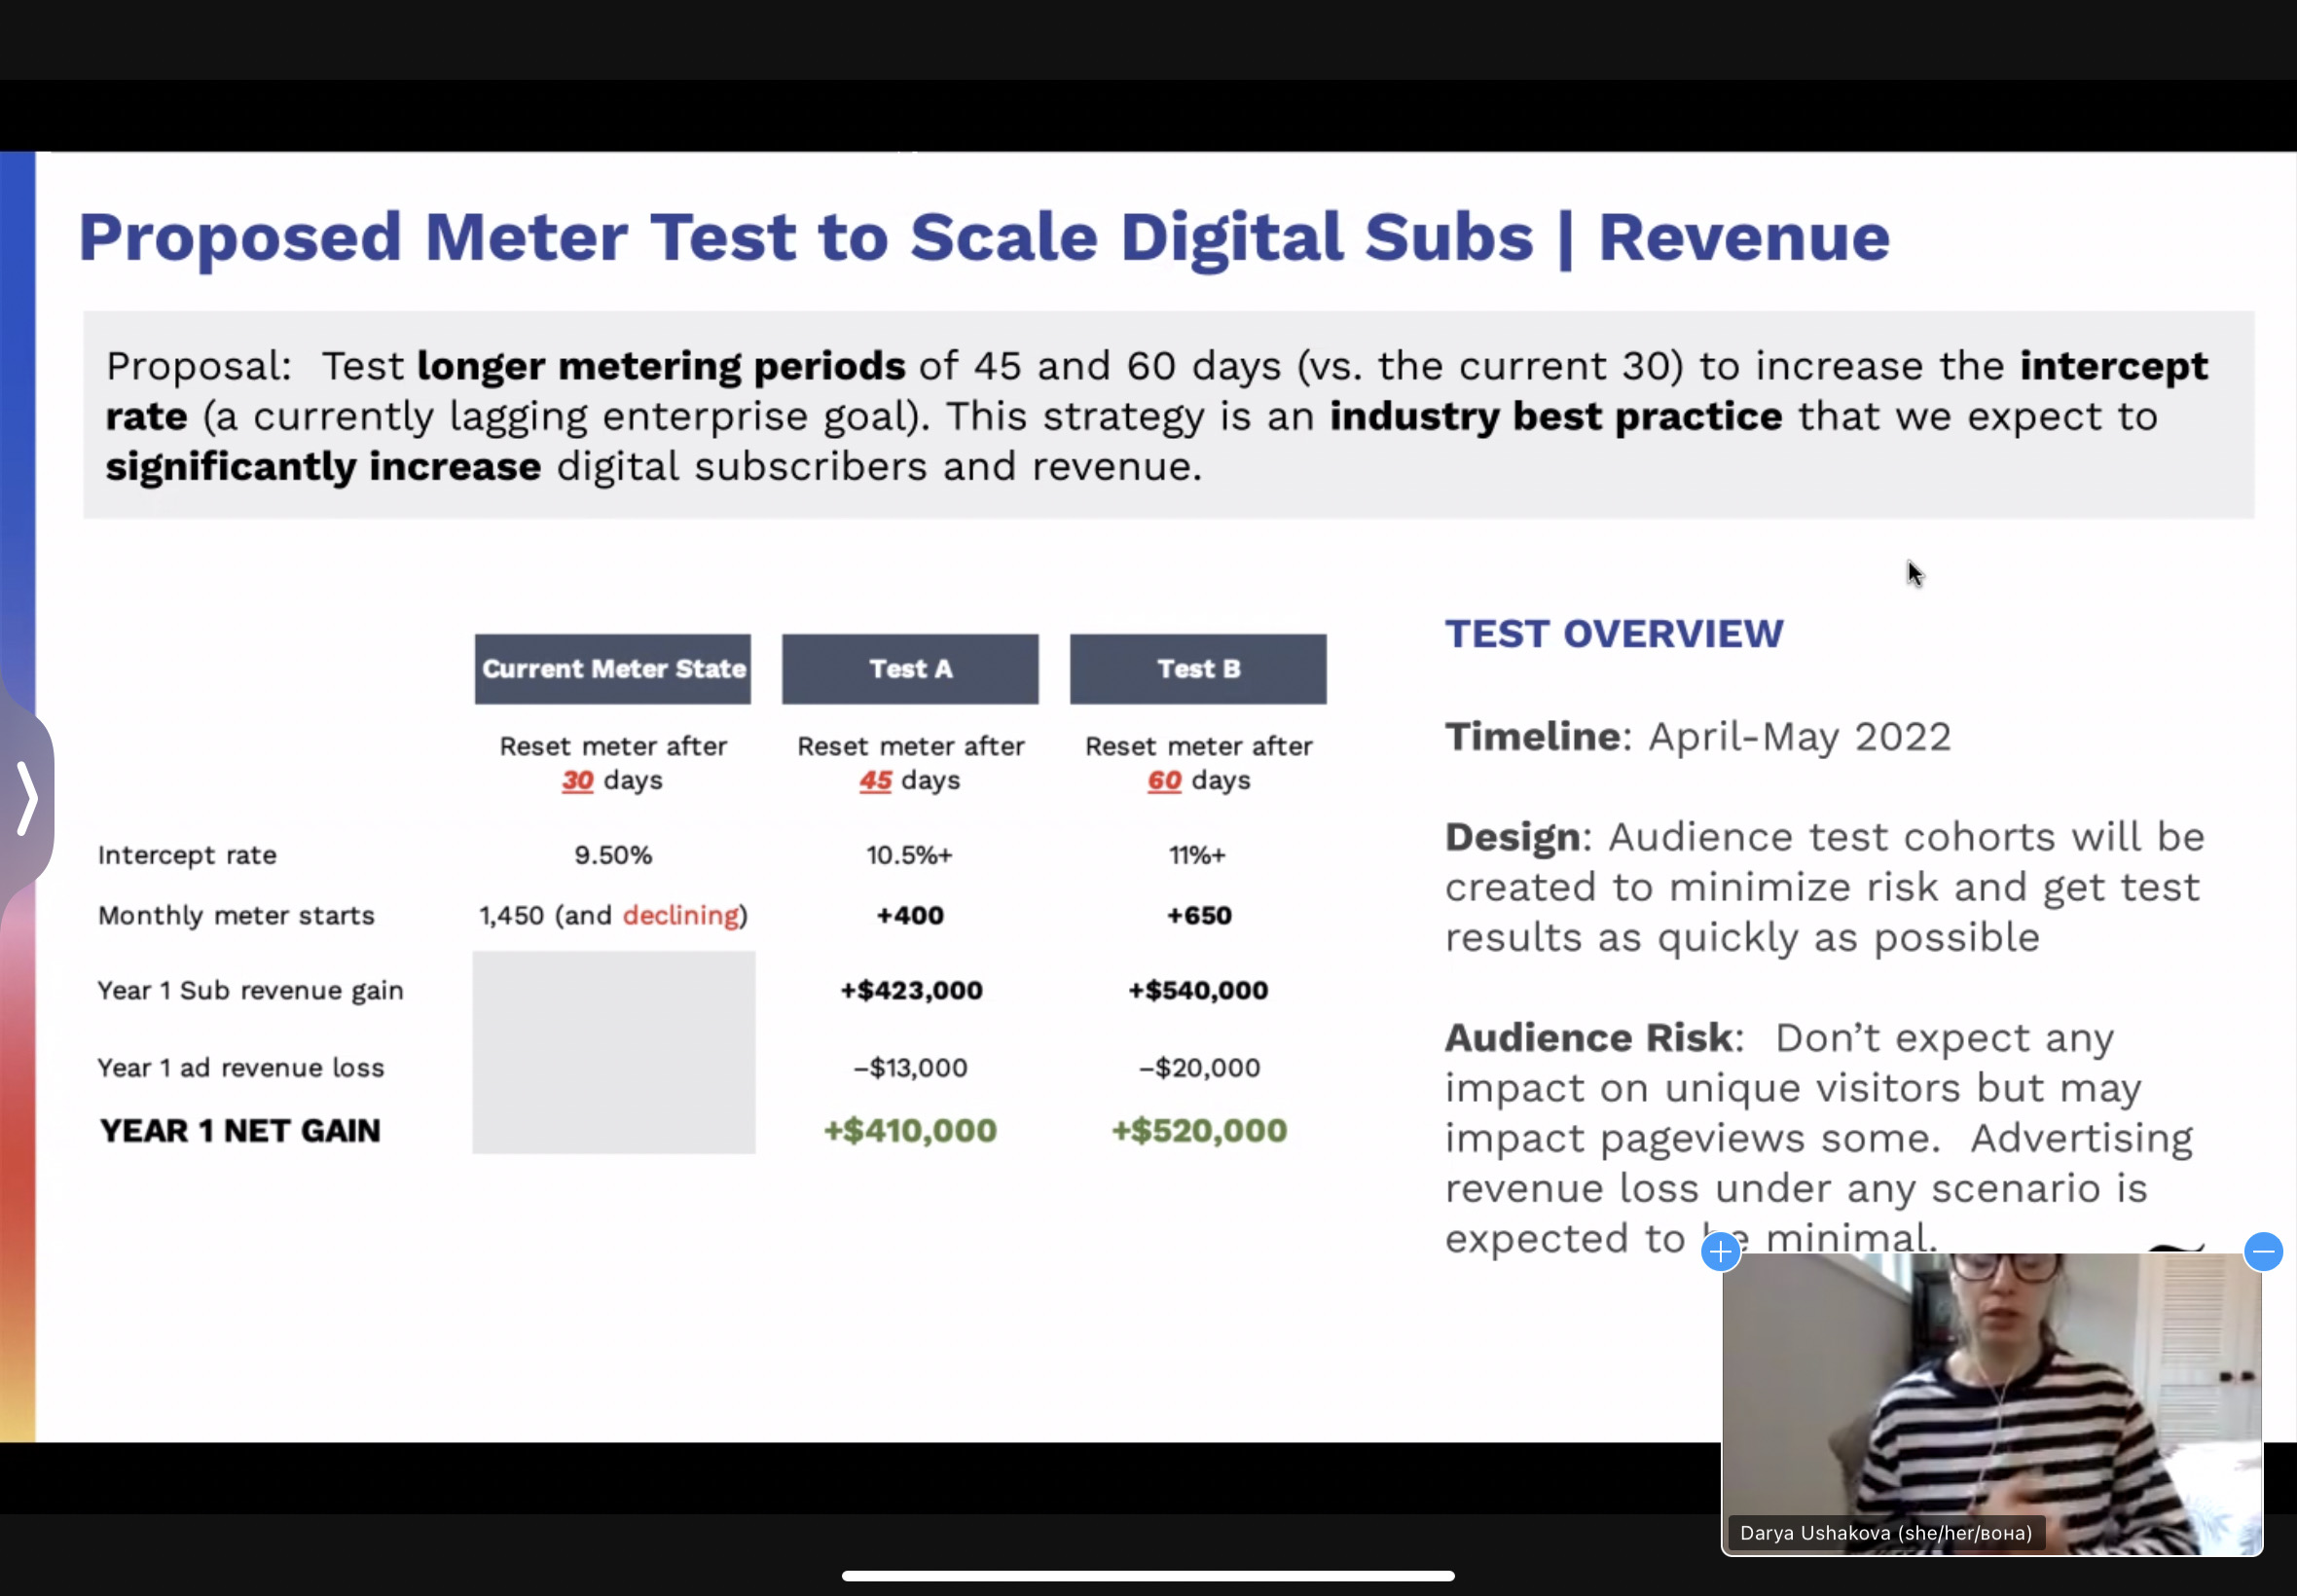 Proposed Meter Test to Scale Digital Subs | Revenue
Proposal: Test longer metering periods of 45 and 60 days (vs. the current 30) to increase the intercept
rate (a currently lagging enterprise goal). This strategy is an industry best practice that we expect to
significantly increase digital subscribers and revenue.
Current Meter State Test A Test B
Reset meter after Reset meter after Reset meter after
30 days 45 days 60 days
Intercept rate 9.50% 10.5%+ 11%+
Monthly meter starts 1,450 (and declining) +400 +650
Year 1 Sub revenue gain +$423,000 +$540,000
Year 1 ad revenue loss –$13,000 –$20,000
YEAR 1 NET GAIN +$410,000 +$520,000
TEST OVERVIEW
Timeline: April-May 2022
Design: Audience test cohorts will be
created to minimize risk and get test
results as quickly as possible
Audience Risk: Don’t expect any
impact on unique visitors but may
impact pageviews some. Advertising
revenue loss under any scenario is
expected to be minimal.
Darya Ushakova (she/her/вона)